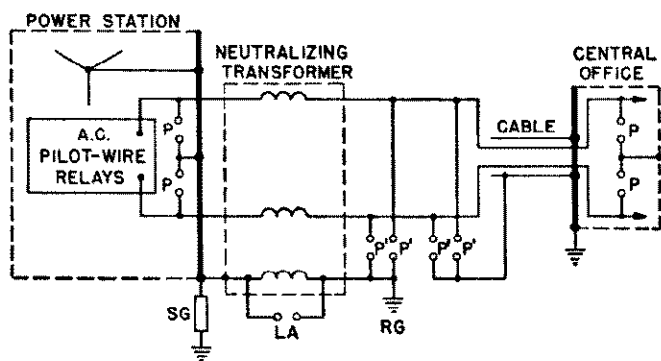 POWER STATION
NEUTRALIZING
TRANSFORMER
CENTRAL
OFFICE
A.C.
PILOT-WIRE
RELAYS
P
P
CABLE
P
P
P'
P'
P'
P'
SG
LA
RG